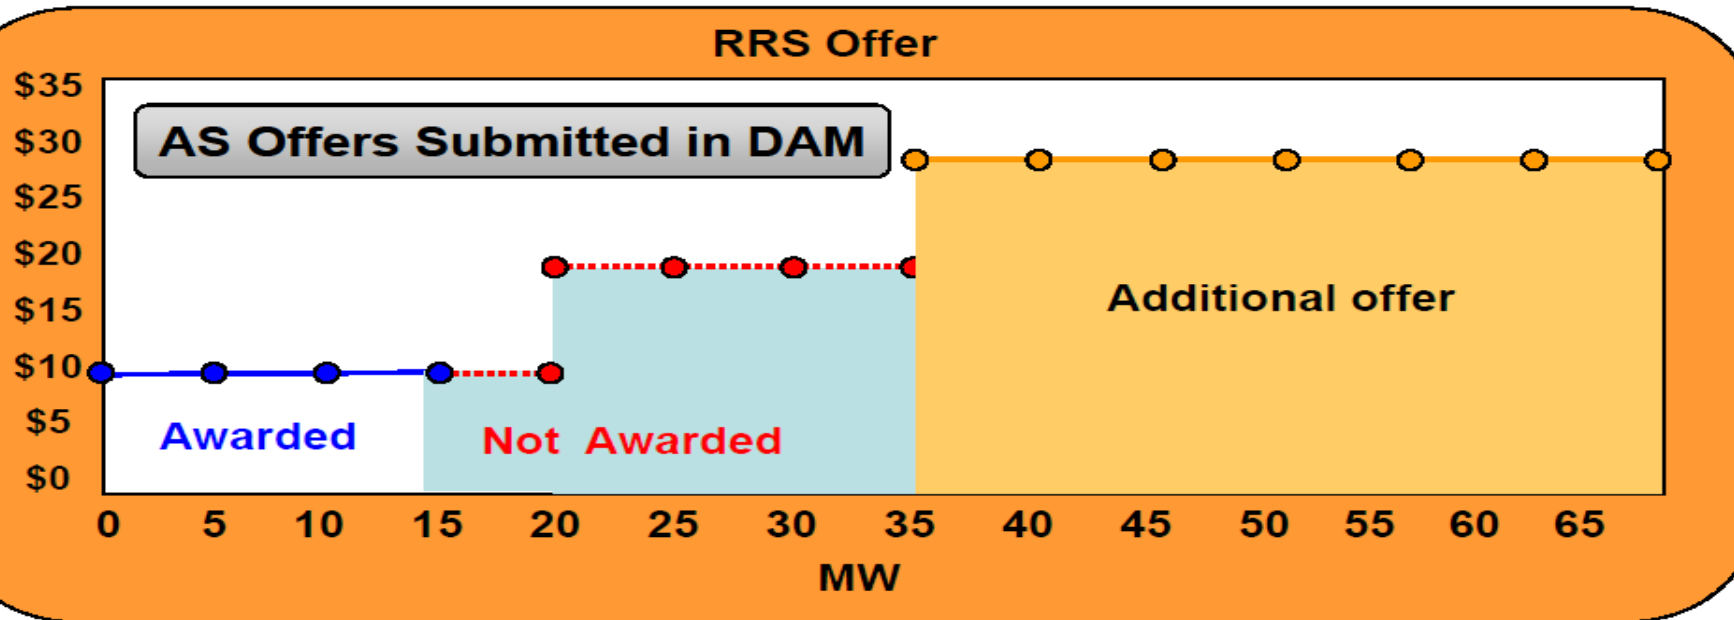 RRS Offer
$35
AS Offers Submitted in DAM
$30
$25
$20
Additional offer
$15
$10
$5
Awarded
Not Awarded
$0
0 5 10 15 20 25 30 35 40 45 50 55 60 65
MW